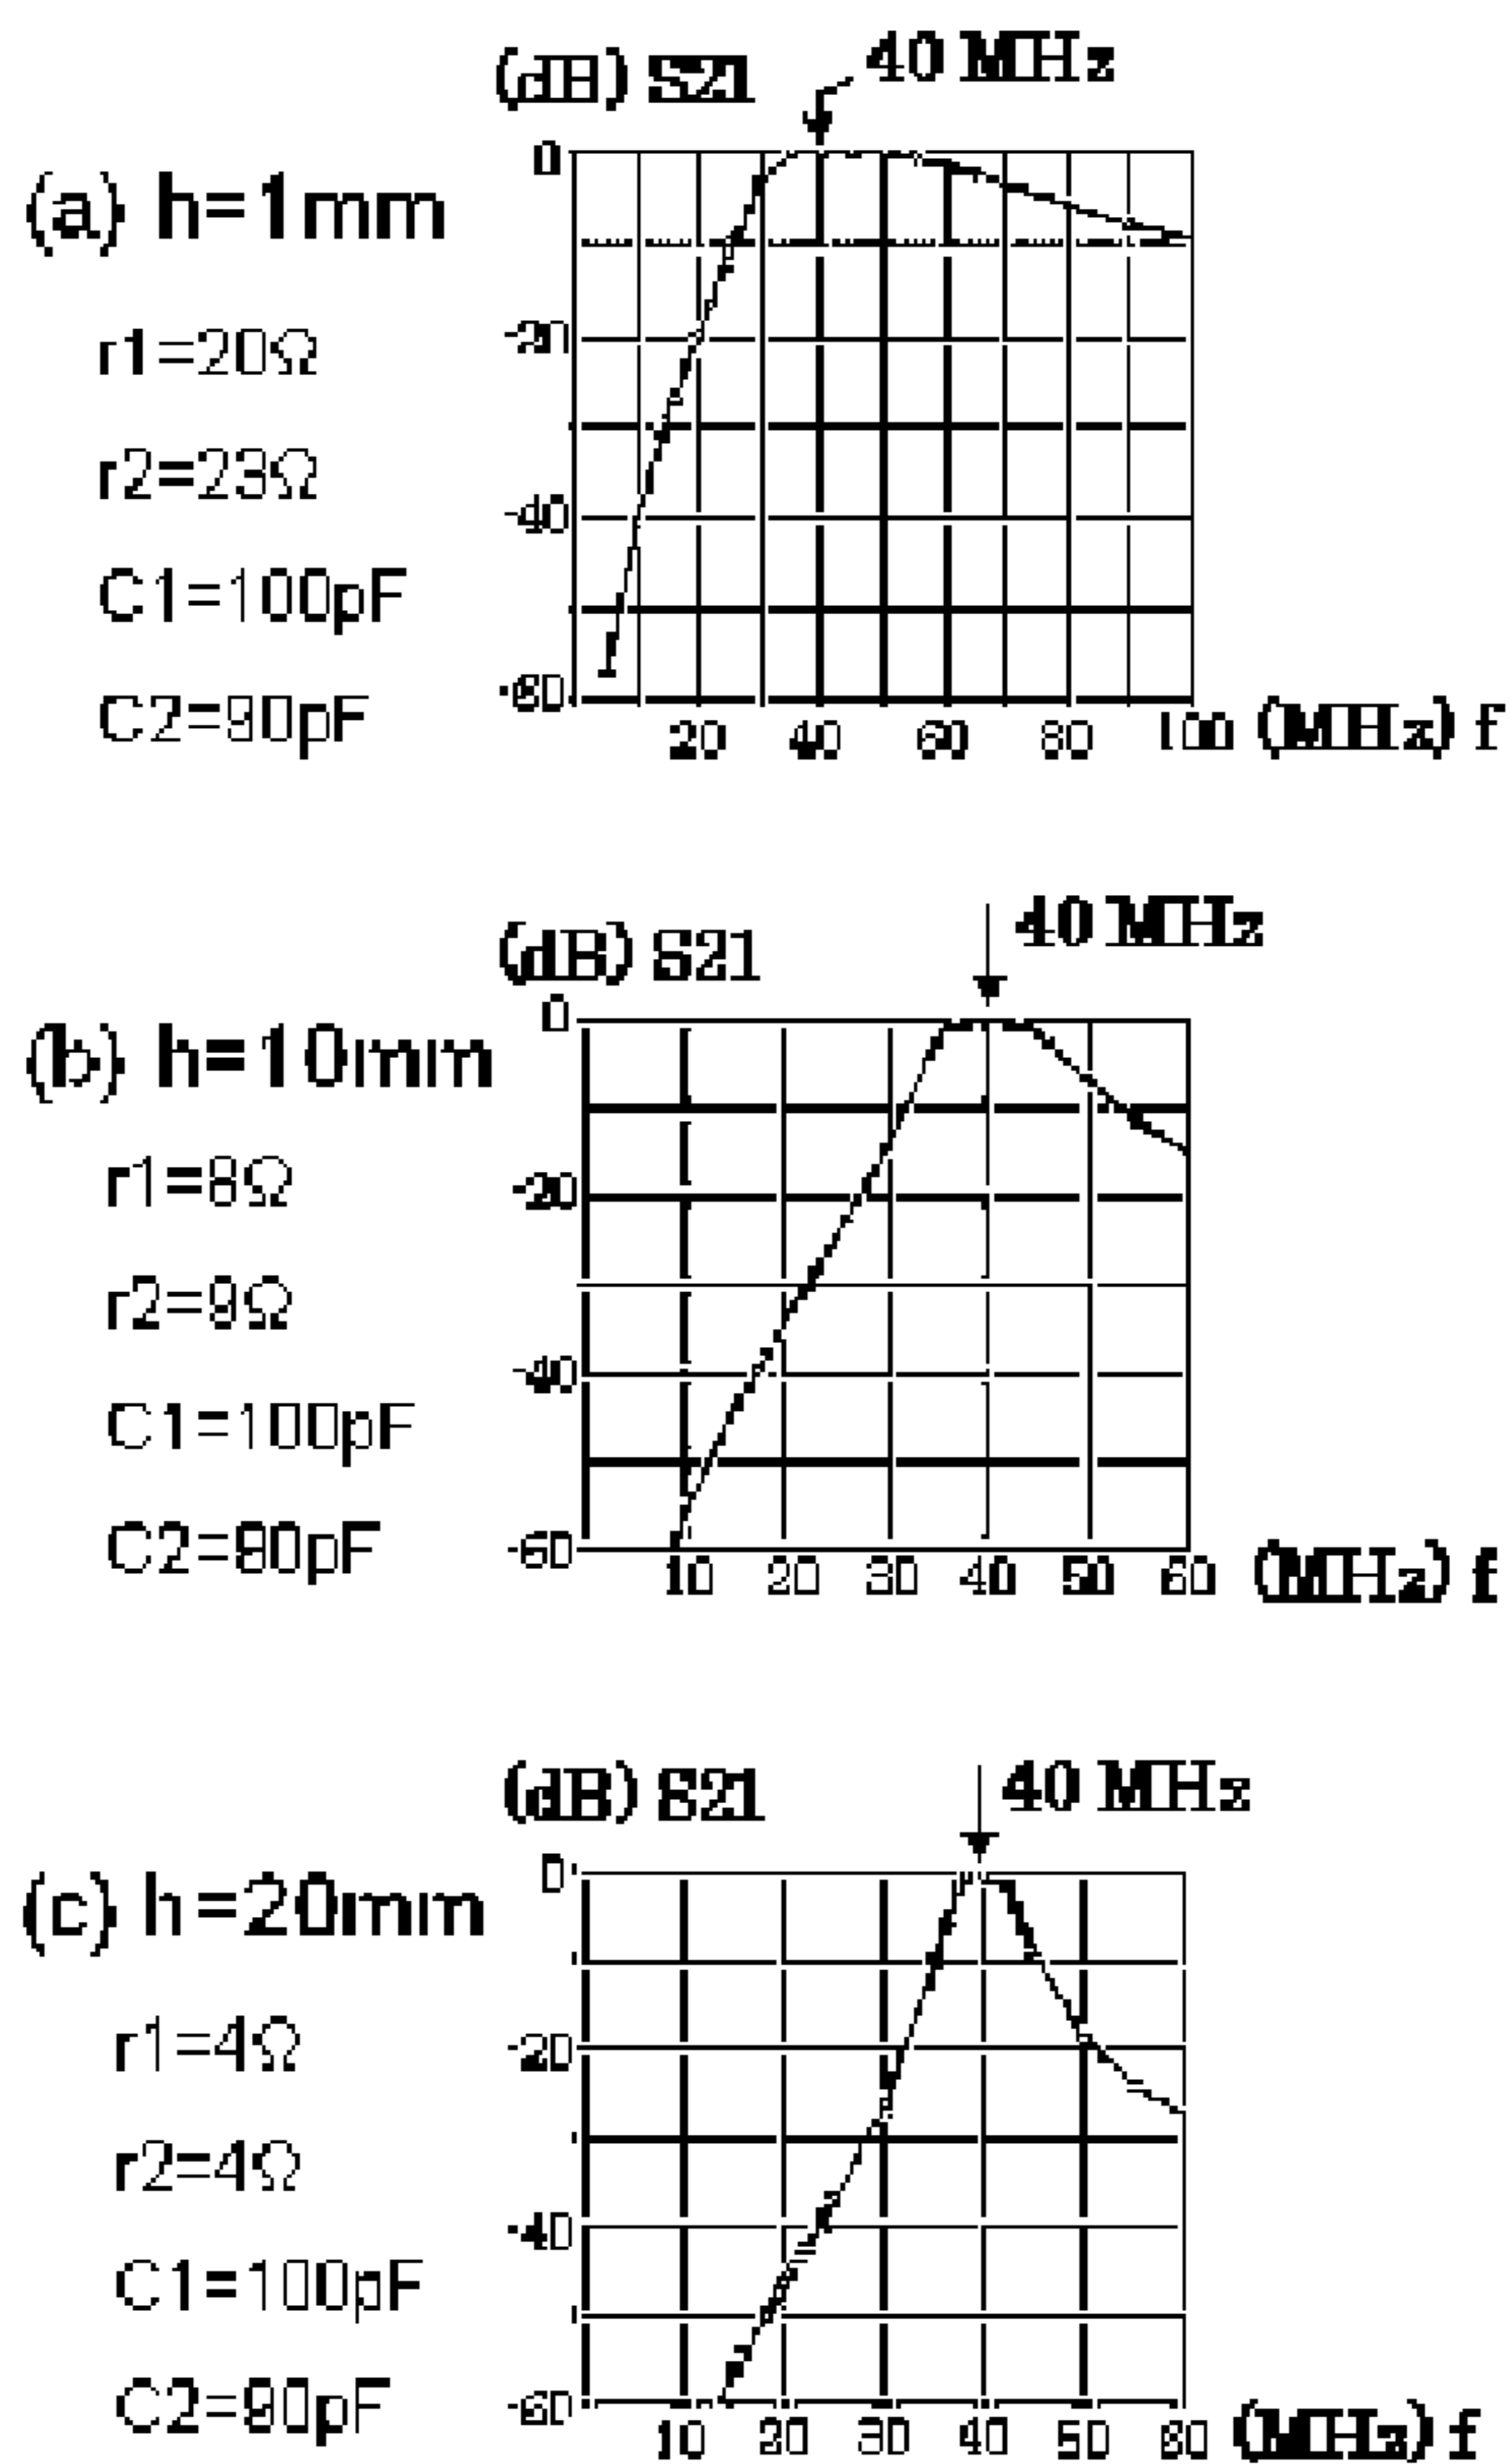 (dB) S21
40 MHz
(a) h=1mm
r1=20Ω
r2=23Ω
C1=100pF
C2=90pF
0
-20
-40
-60
20 40 60 80 100 (MHz) f
(dB) S21
40 MHz
(b) h=10mm
r1=8Ω
r2=9Ω
C1=100pF
C2=90pF
0
-20
-40
-60
10 20 30 40 50 60 (MHz) f
(dB) S21
40 MHz
(c) h=20mm
r1=4Ω
r2=4Ω
C1=100pF
C2=90pF
0
-20
-40
-60
10 20 30 40 50 60 (MHz) f